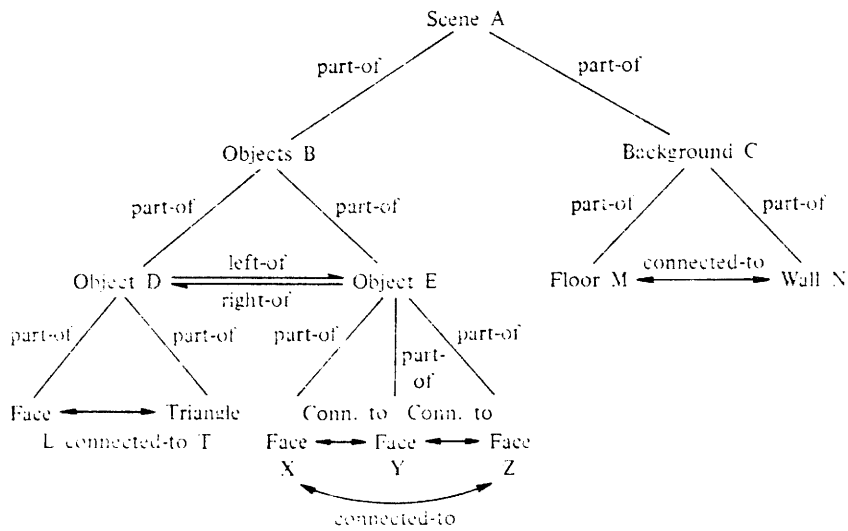 Scene A
part-of part-of
Objects B Background C
part-of part-of part-of part-of
left-of connected-to
Object D Object E Floor M Wall N
right-of
part-of part-of part-of part-of part-of
Face Triangle Conn. to Conn. to
L connected-to T Face Face Face
X Y Z
connected-to